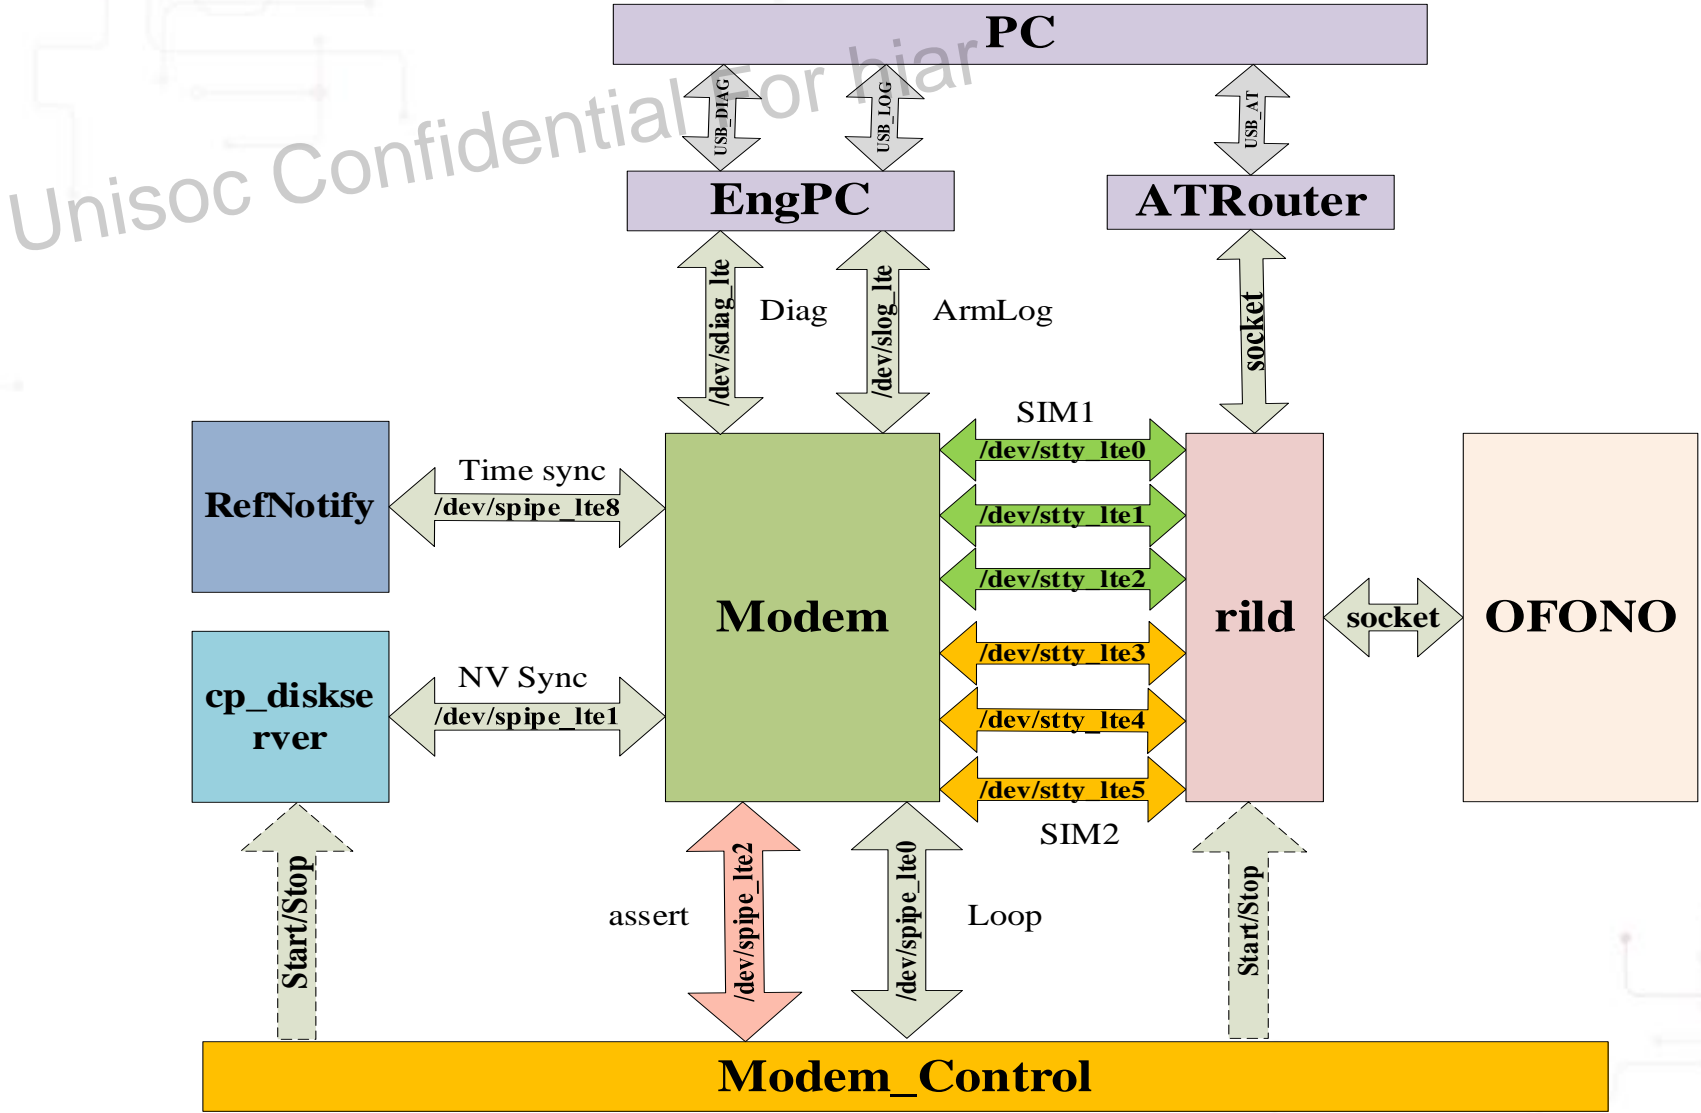 PC
Unisoc Confidential For hiar
USB_DIAG
USB_LOG
USB_AT
EngPC
ATRouter
/dev/sdiag_lte
Diag
/dev/slog_lte
ArmLog
socket
SIM1
/dev/stty_lte0
/dev/stty_lte1
/dev/stty_lte2
/dev/stty_lte3
/dev/stty_lte4
/dev/stty_lte5
SIM2
RefNotify
Time sync
/dev/spipe_lte8
Modem
rild
socket
OFONO
cp_diskse
rver
NV Sync
/dev/spipe_lte1
Start/Stop
assert
/dev/spipe_lte2
/dev/spipe_lte0
Loop
Start/Stop
Modem_Control